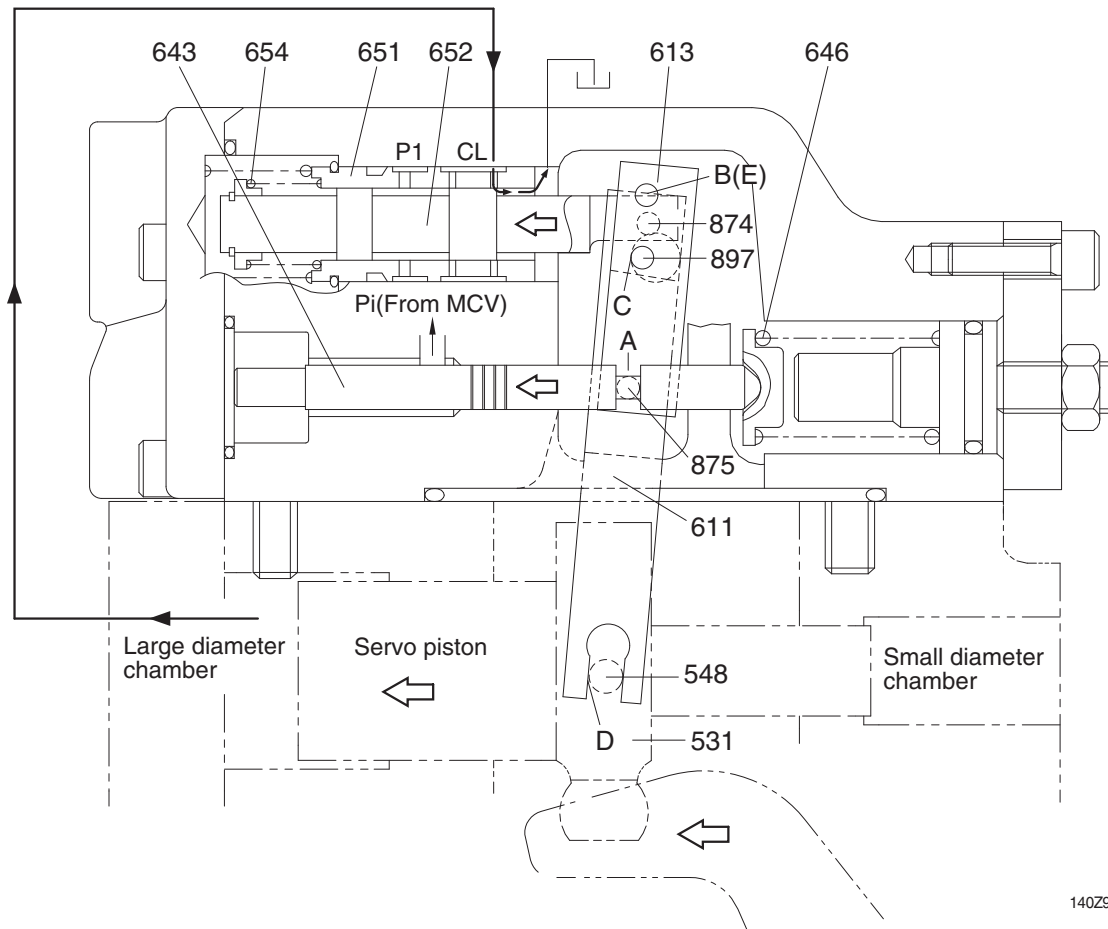 643
654
651
652
613
646
P1
CL
B(E)
874
897
C
Pi(From MCV)
A
875
611
Large diameter
chamber
Servo piston
548
Small diameter
chamber
D
531
140Z9